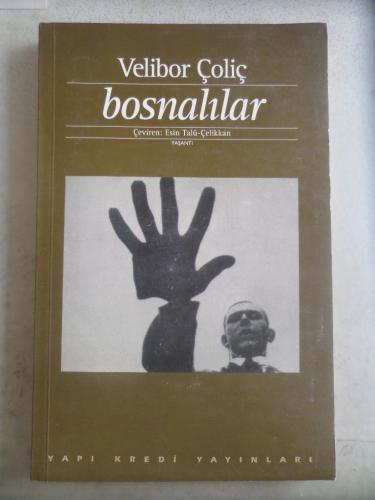 Velibor Çoliç
bosnalılar
Çeviren: Esin Talû-Çelikkan
YAŞANTI
YAPI KREDİ YAYINLARI